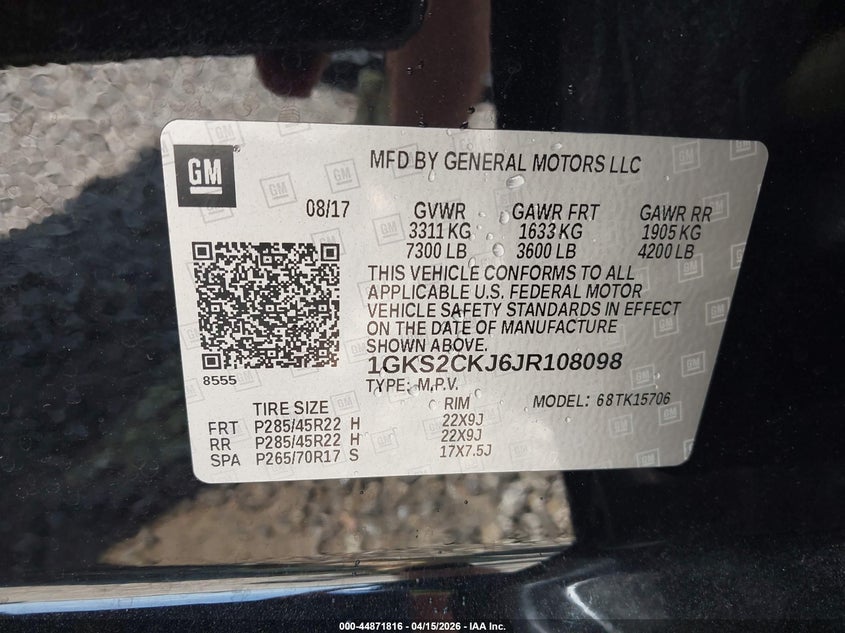 GM
MFD BY GENERAL MOTORS LLC
08/17 GVWR GAWR FRT GAWR RR
3311 KG 1633 KG 1905 KG
7300 LB 3600 LB 4200 LB
THIS VEHICLE CONFORMS TO ALL
APPLICABLE U.S. FEDERAL MOTOR
VEHICLE SAFETY STANDARDS IN EFFECT
ON THE DATE OF MANUFACTURE
SHOWN ABOVE.
1GKS2CKJ6JR108098
8555 TYPE: M.P.V. MODEL: 68TK15706
TIRE SIZE RIM
FRT P285/45R22 H 22X9J
RR P285/45R22 H 22X9J
SPA P265/70R17 S 17X7.5J
000-44871816 - 04/15/2026 - IAA Inc.